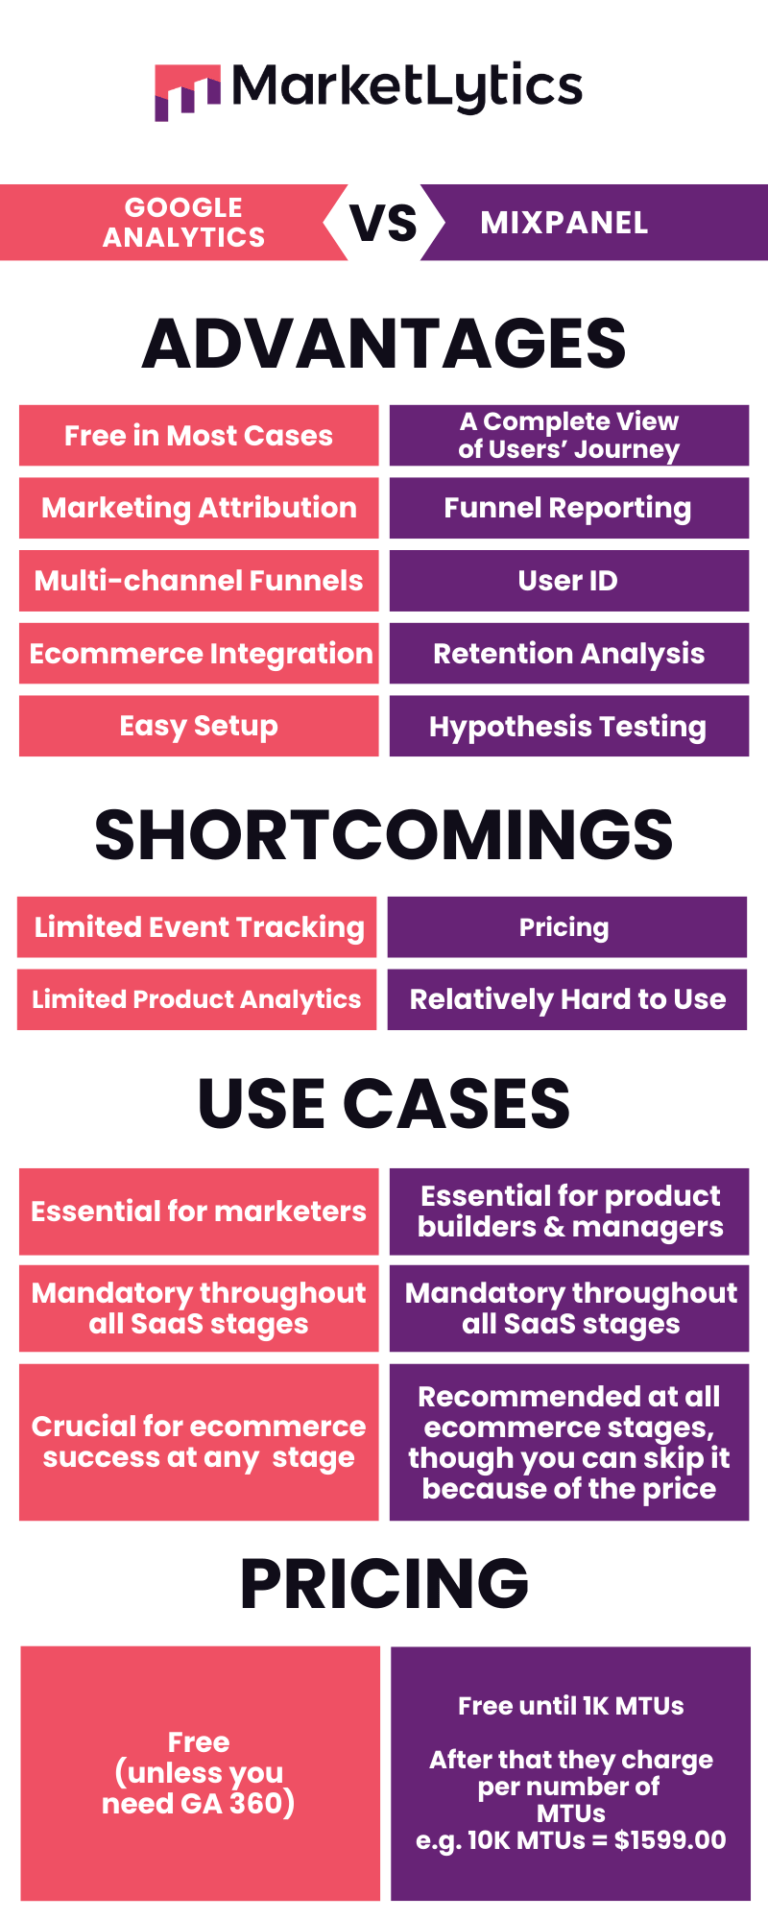 MarketLytics
GOOGLE
ANALYTICS
VS
MIXPANEL
ADVANTAGES
Free in Most Cases
A Complete View
of Users’ Journey
Marketing Attribution
Funnel Reporting
Multi-channel Funnels
User ID
Ecommerce Integration
Retention Analysis
Easy Setup
Hypothesis Testing
SHORTCOMINGS
Limited Event Tracking
Pricing
Limited Product Analytics
Relatively Hard to Use
USE CASES
Essential for marketers
Essential for product
builders & managers
Mandatory throughout
all SaaS stages
Mandatory throughout
all SaaS stages
Crucial for ecommerce
success at any stage
Recommended at all
ecommerce stages,
though you can skip it
because of the price
PRICING
Free
(unless you
need GA 360)
Free until 1K MTUs
After that they charge
per number of
MTUs
e.g. 10K MTUs = $1599.00